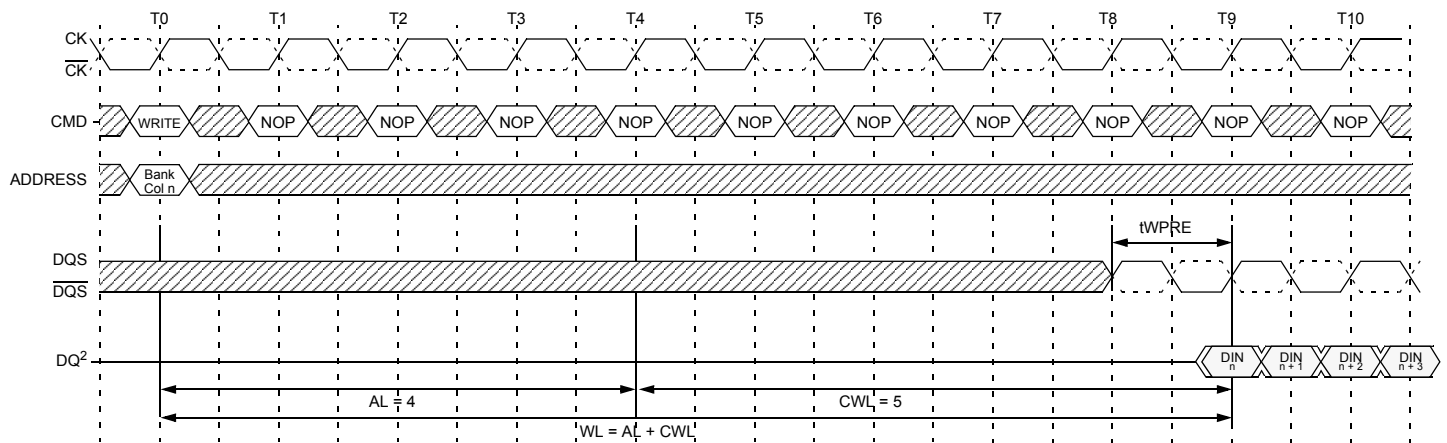 T0 T1 T2 T3 T4 T5 T6 T7 T8 T9 T10
CK
CK
CMD WRITE NOP NOP NOP NOP NOP NOP NOP NOP NOP NOP
ADDRESS Bank Col n
tWPRE
DQS
DQS
DQ² DIN n DIN n + 1 DIN n + 2 DIN n + 3
AL = 4 CWL = 5
WL = AL + CWL